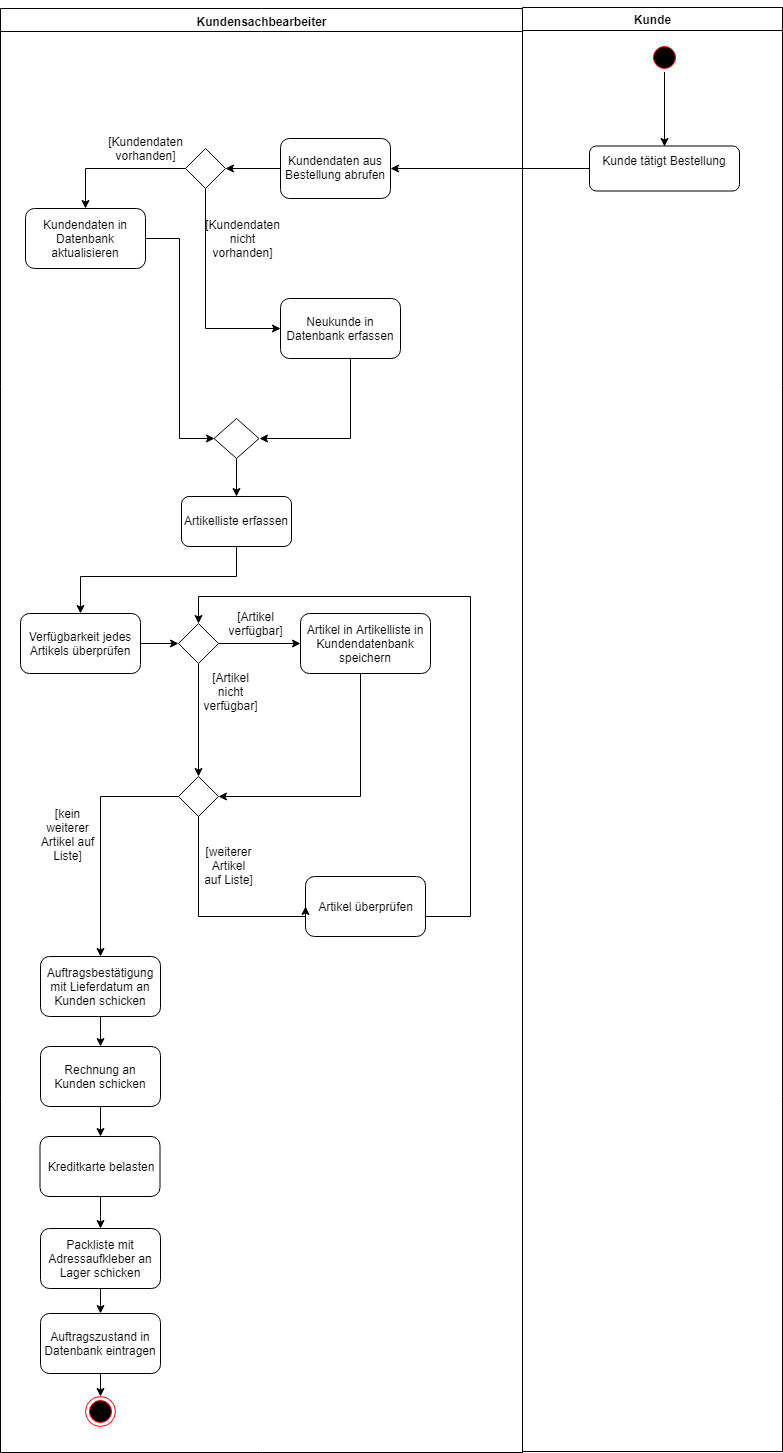 Kundensachbearbeiter
Kunde
Kunde tätigt Bestellung
Kundendaten aus
Bestellung abrufen
[Kundendaten
vorhanden]
Kundendaten in
Datenbank
aktualisieren
[Kundendaten
nicht
vorhanden]
Neukunde in
Datenbank erfassen
Artikelliste erfassen
Verfügbarkeit jedes
Artikels überprüfen
[Artikel
verfügbar]
Artikel in Artikelliste in
Kundendatenbank
speichern
[Artikel
nicht
verfügbar]
[kein
weiterer
Artikel auf
Liste]
[weiterer
Artikel
auf Liste]
Artikel überprüfen
Auftragsbestätigung
mit Lieferdatum an
Kunden schicken
Rechnung an
Kunden schicken
Kreditkarte belasten
Packliste mit
Adressaufkleber an
Lager schicken
Auftragszustand in
Datenbank eintragen